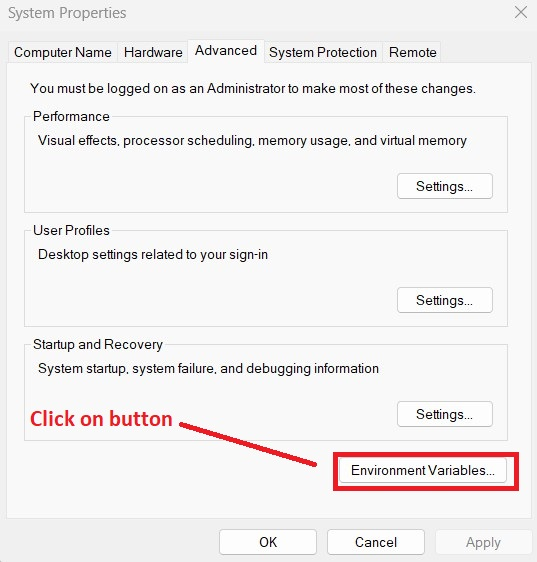 System Properties
Computer Name Hardware Advanced System Protection Remote
You must be logged on as an Administrator to make most of these changes.
Performance
Visual effects, processor scheduling, memory usage, and virtual memory
Settings...
User Profiles
Desktop settings related to your sign-in
Settings...
Startup and Recovery
System startup, system failure, and debugging information
Click on button
Settings...
Environment Variables...
OK Cancel Apply